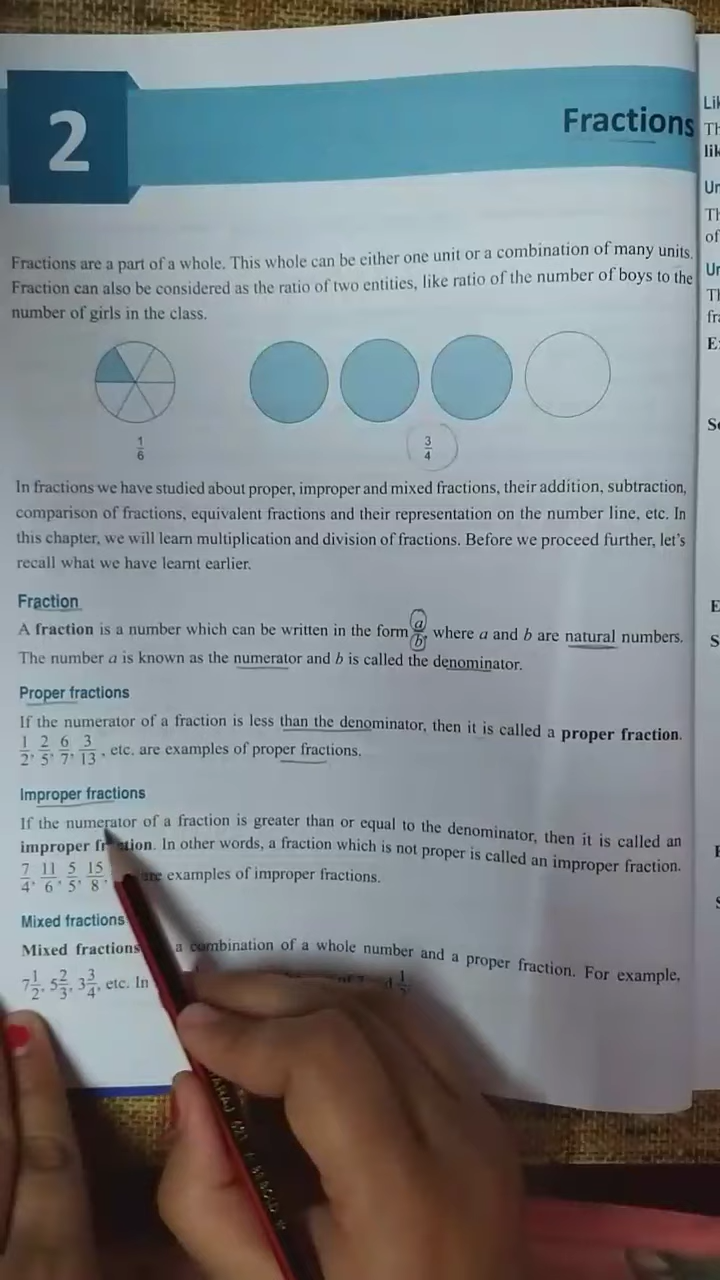 2
Fractions
Fractions are a part of a whole. This whole can be either one unit or a combination of many units.
Fraction can also be considered as the ratio of two entities, like ratio of the number of boys to the
number of girls in the class.
1/6
3/4
In fractions we have studied about proper, improper and mixed fractions, their addition, subtraction,
comparison of fractions, equivalent fractions and their representation on the number line, etc. In
this chapter, we will learn multiplication and division of fractions. Before we proceed further, let's
recall what we have learnt earlier.
Fraction
A fraction is a number which can be written in the form a/b, where a and b are natural numbers.
The number a is known as the numerator and b is called the denominator.
Proper fractions
If the numerator of a fraction is less than the denominator, then it is called a proper fraction.
1/2, 2/5, 6/7, 3/13, etc. are examples of proper fractions.
Improper fractions
If the numerator of a fraction is greater than or equal to the denominator, then it is called an
improper fraction. In other words, a fraction which is not proper is called an improper fraction.
7/4, 11/6, 5/5, 15/8, are examples of improper fractions.
Mixed fractions
Mixed fractions a combination of a whole number and a proper fraction. For example,
7 1/2, 5 2/3, 3 3/4, etc. In